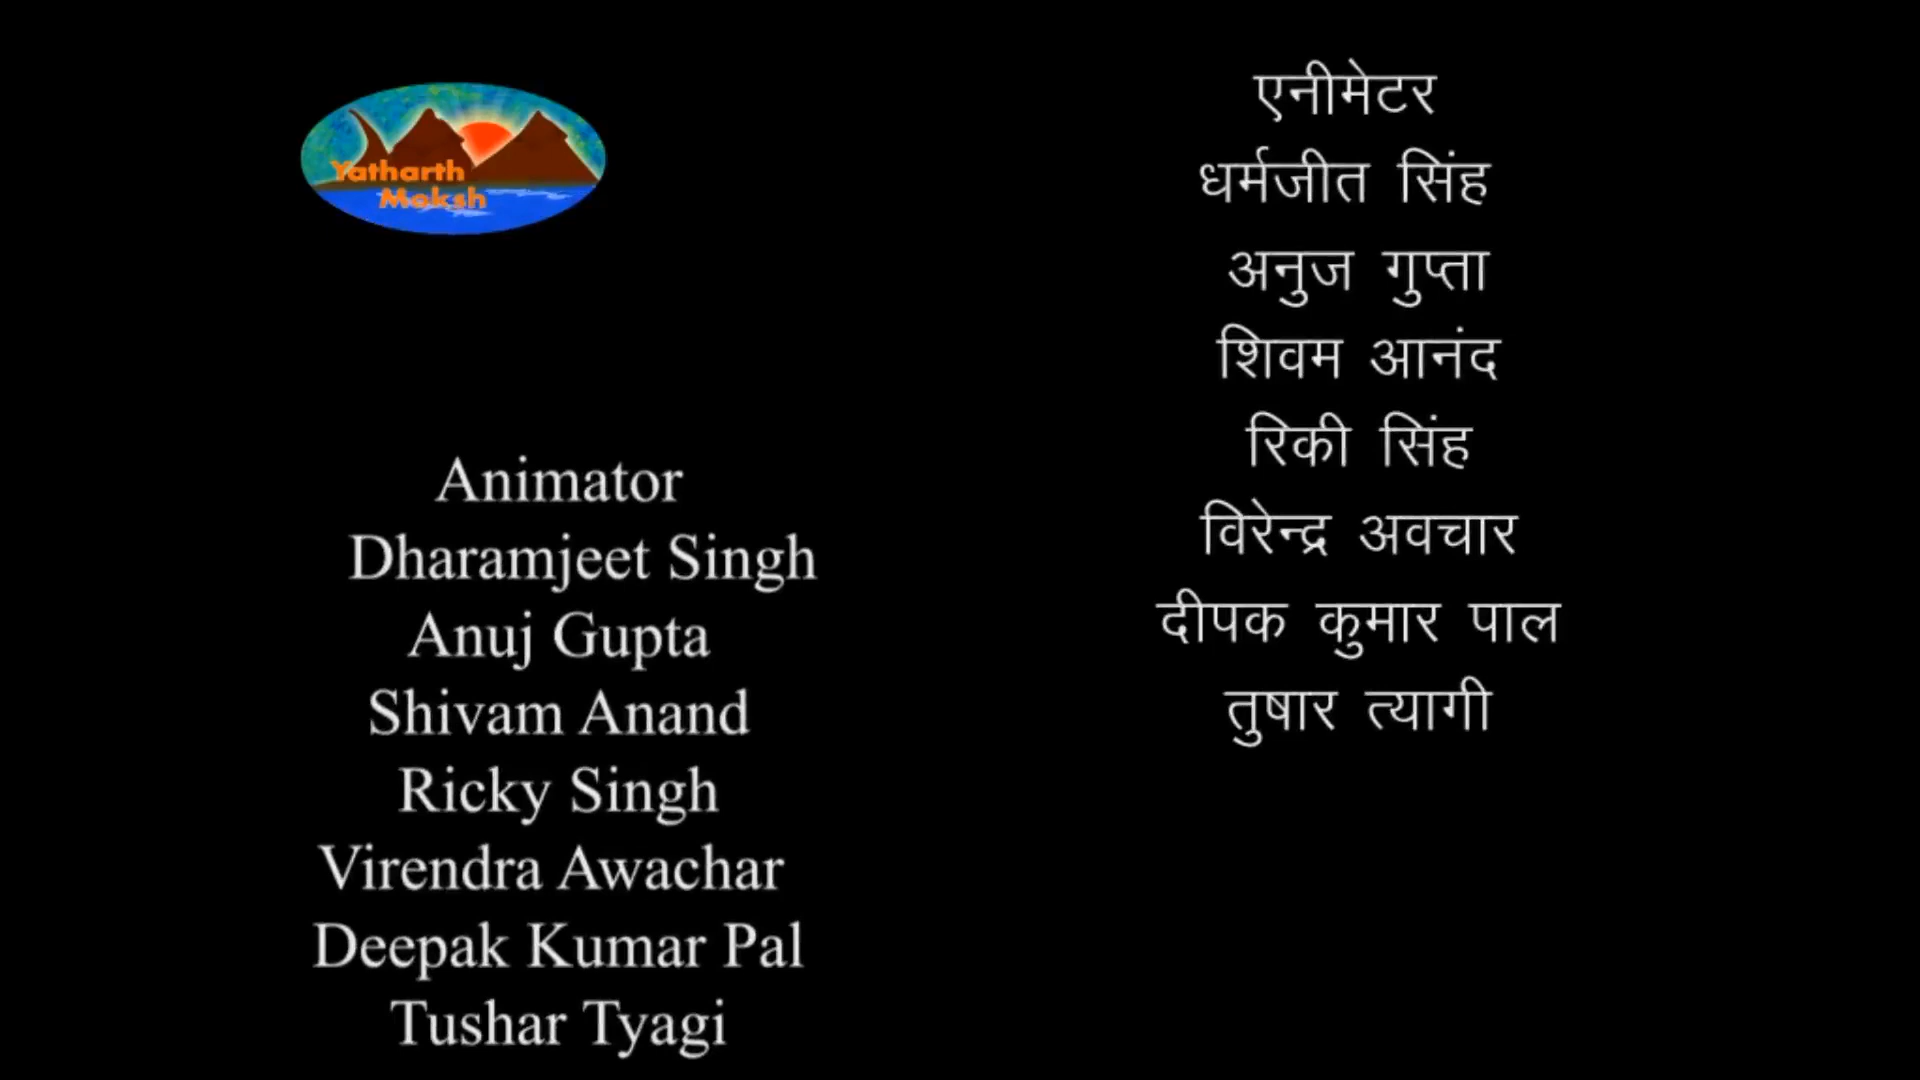 Yatharth
Moksh
Animator
Dharamjeet Singh
Anuj Gupta
Shivam Anand
Ricky Singh
Virendra Awachar
Deepak Kumar Pal
Tushar Tyagi
एनीमेटर
धर्मजीत सिंह
अनुज गुप्ता
शिवम आनंद
रिकी सिंह
विरेन्द्र अवचार
दीपक कुमार पाल
तुषार त्यागी